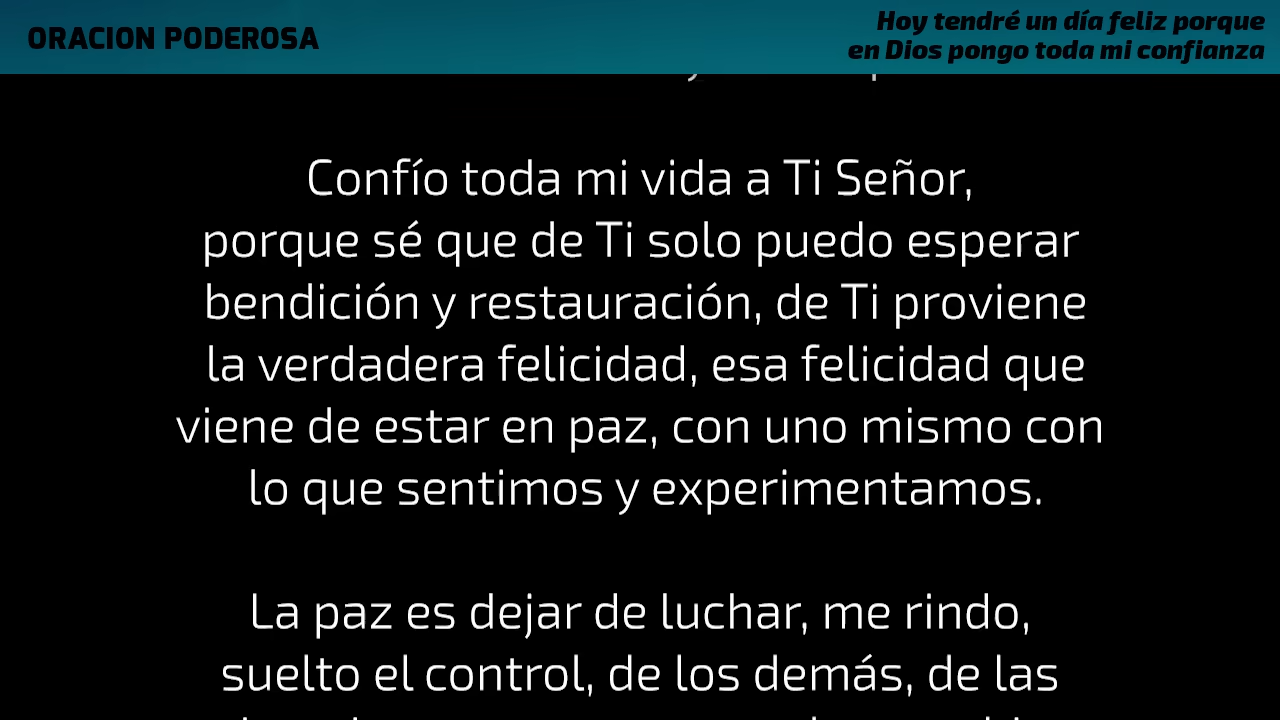 ORACION PODEROSA
Hoy tendré un día feliz porque
en Dios pongo toda mi confianza
Confío toda mi vida a Ti Señor,
porque sé que de Ti solo puedo esperar
bendición y restauración, de Ti proviene
la verdadera felicidad, esa felicidad que
viene de estar en paz, con uno mismo con
lo que sentimos y experimentamos.
La paz es dejar de luchar, me rindo,
suelto el control, de los demás, de las